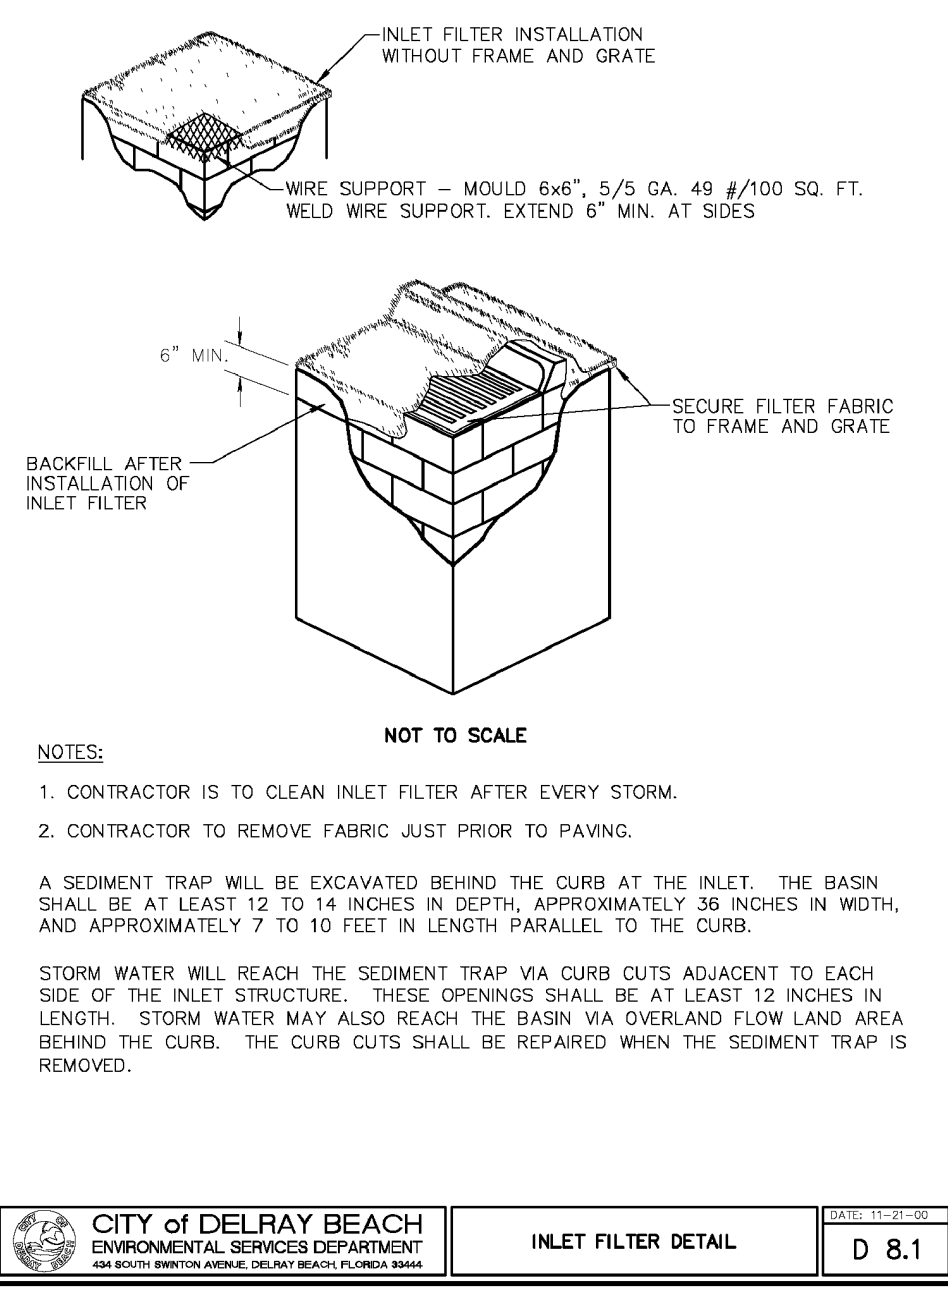 INLET FILTER INSTALLATION
WITHOUT FRAME AND GRATE
WIRE SUPPORT – MOULD 6x6", 5/5 GA. 49 #/100 SQ. FT.
WELD WIRE SUPPORT. EXTEND 6" MIN. AT SIDES
6" MIN.
SECURE FILTER FABRIC
TO FRAME AND GRATE
BACKFILL AFTER
INSTALLATION OF
INLET FILTER
NOT TO SCALE
NOTES:
1. CONTRACTOR IS TO CLEAN INLET FILTER AFTER EVERY STORM.
2. CONTRACTOR TO REMOVE FABRIC JUST PRIOR TO PAVING.
A SEDIMENT TRAP WILL BE EXCAVATED BEHIND THE CURB AT THE INLET. THE BASIN
SHALL BE AT LEAST 12 TO 14 INCHES IN DEPTH, APPROXIMATELY 36 INCHES IN WIDTH,
AND APPROXIMATELY 7 TO 10 FEET IN LENGTH PARALLEL TO THE CURB.
STORM WATER WILL REACH THE SEDIMENT TRAP VIA CURB CUTS ADJACENT TO EACH
SIDE OF THE INLET STRUCTURE. THESE OPENINGS SHALL BE AT LEAST 12 INCHES IN
LENGTH. STORM WATER MAY ALSO REACH THE BASIN VIA OVERLAND FLOW LAND AREA
BEHIND THE CURB. THE CURB CUTS SHALL BE REPAIRED WHEN THE SEDIMENT TRAP IS
REMOVED.
CITY OF DELRAY BEACH
CITY of DELRAY BEACH
ENVIRONMENTAL SERVICES DEPARTMENT
434 SOUTH SWINTON AVENUE, DELRAY BEACH, FLORIDA 33444
INLET FILTER DETAIL
DATE: 11-21-00
D 8.1